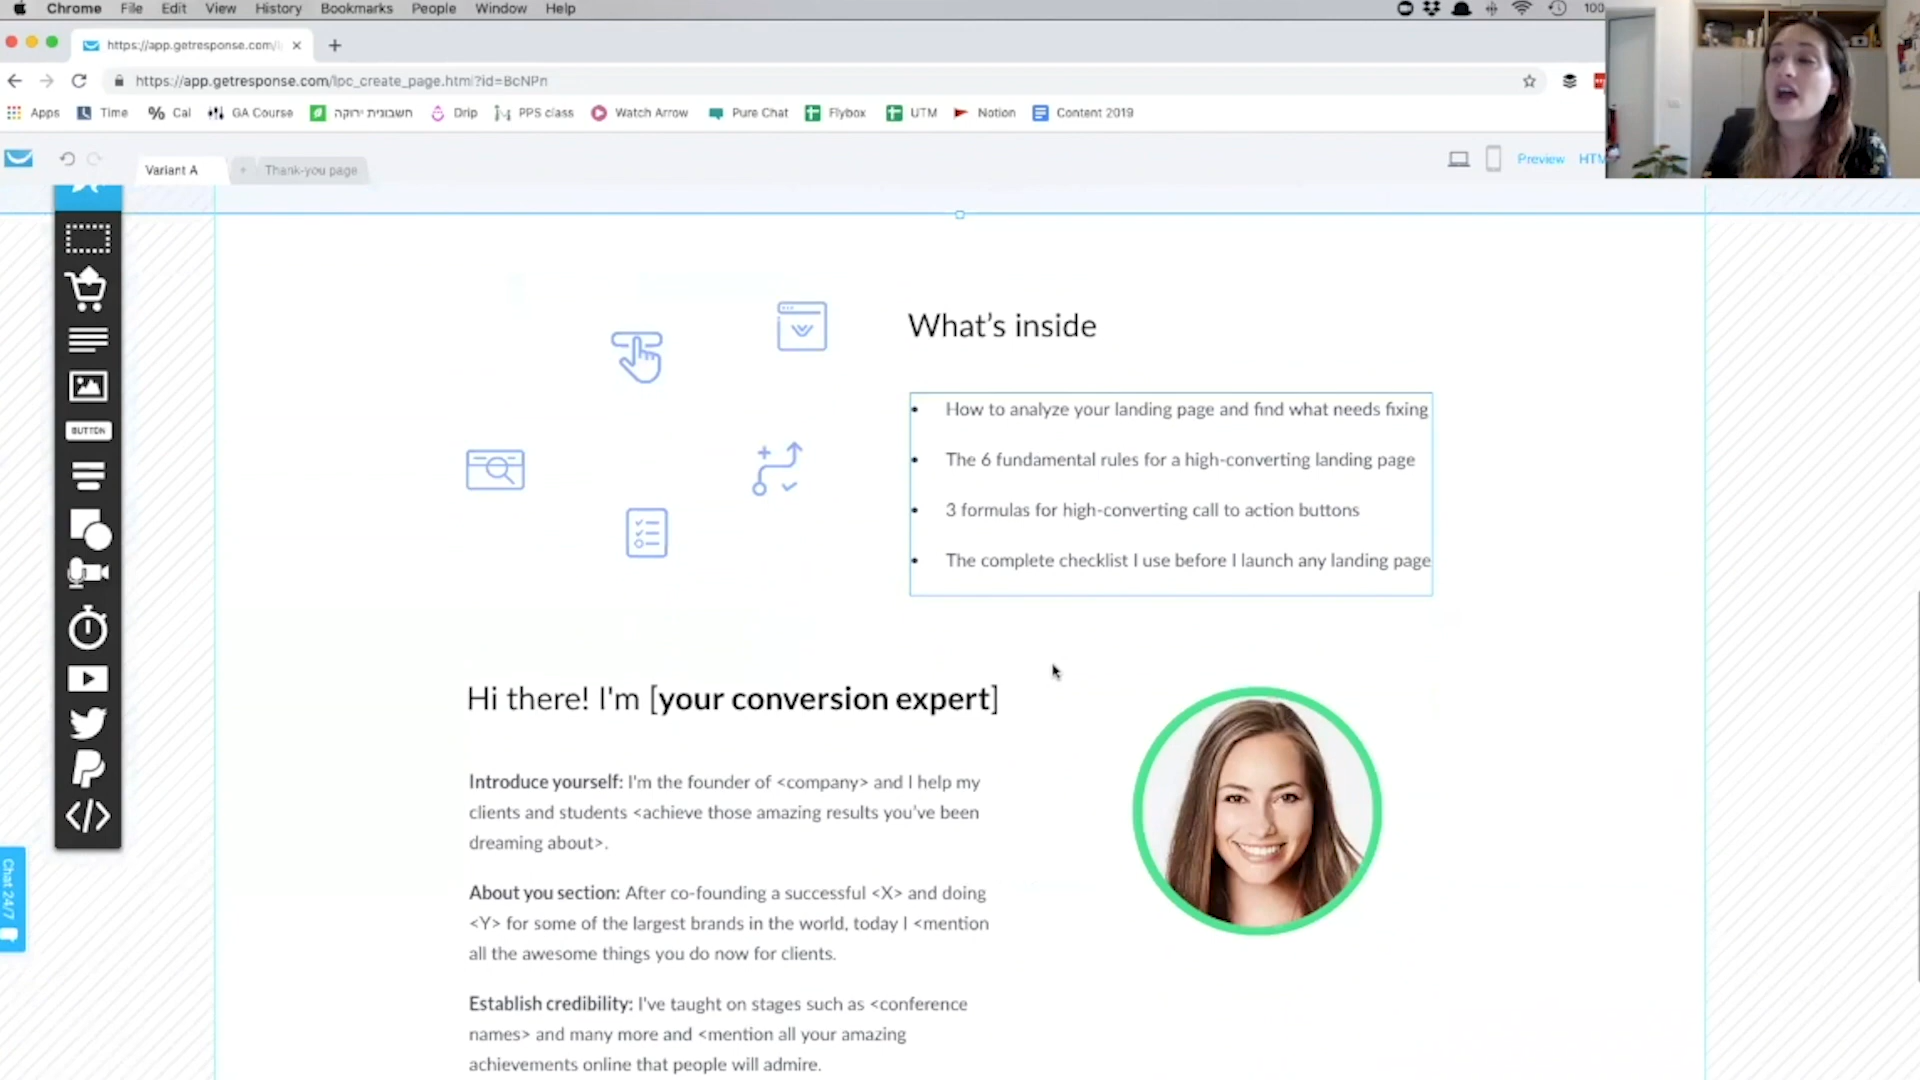 Chrome File Edit View History Bookmarks People Window Help
100
https://app.getresponse.com/l
https://app.getresponse.com/lpc_create_page.html?id=BcNPn
Apps Time Cal GA Course חשבונית ירוקה Drip PPS class Watch Arrow Pure Chat Flybox UTM Notion Content 2019
Variant A + Thank-you page Preview HTM
What's inside
• How to analyze your landing page and find what needs fixing
• The 6 fundamental rules for a high-converting landing page
• 3 formulas for high-converting call to action buttons
• The complete checklist I use before I launch any landing page
BUTTON
Hi there! I'm [your conversion expert]
Introduce yourself: I'm the founder of <company> and I help my
clients and students <achieve those amazing results you've been
dreaming about>.
About you section: After co-founding a successful <X> and doing
<Y> for some of the largest brands in the world, today I <mention
all the awesome things you do now for clients.
Establish credibility: I've taught on stages such as <conference
names> and many more and <mention all your amazing
achievements online that people will admire.
Chat 24/7